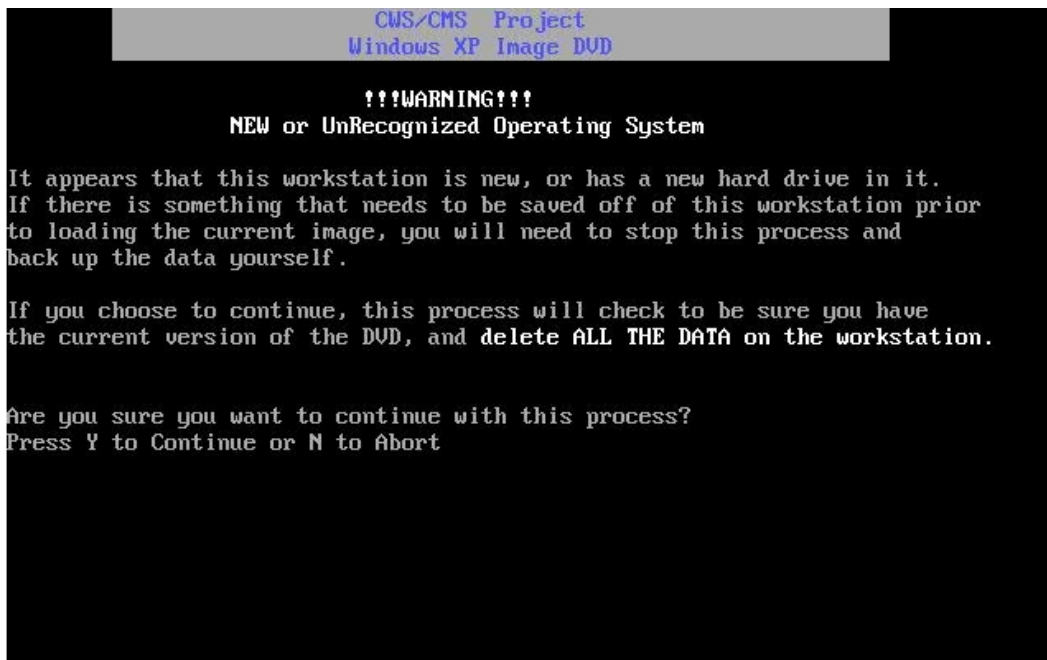 CWS/CMS Project
Windows XP Image DVD
!!!WARNING!!!
NEW or UnRecognized Operating System
It appears that this workstation is new, or has a new hard drive in it.
If there is something that needs to be saved off of this workstation prior
to loading the current image, you will need to stop this process and
back up the data yourself.
If you choose to continue, this process will check to be sure you have
the current version of the DVD, and delete ALL THE DATA on the workstation.
Are you sure you want to continue with this process?
Press Y to Continue or N to Abort